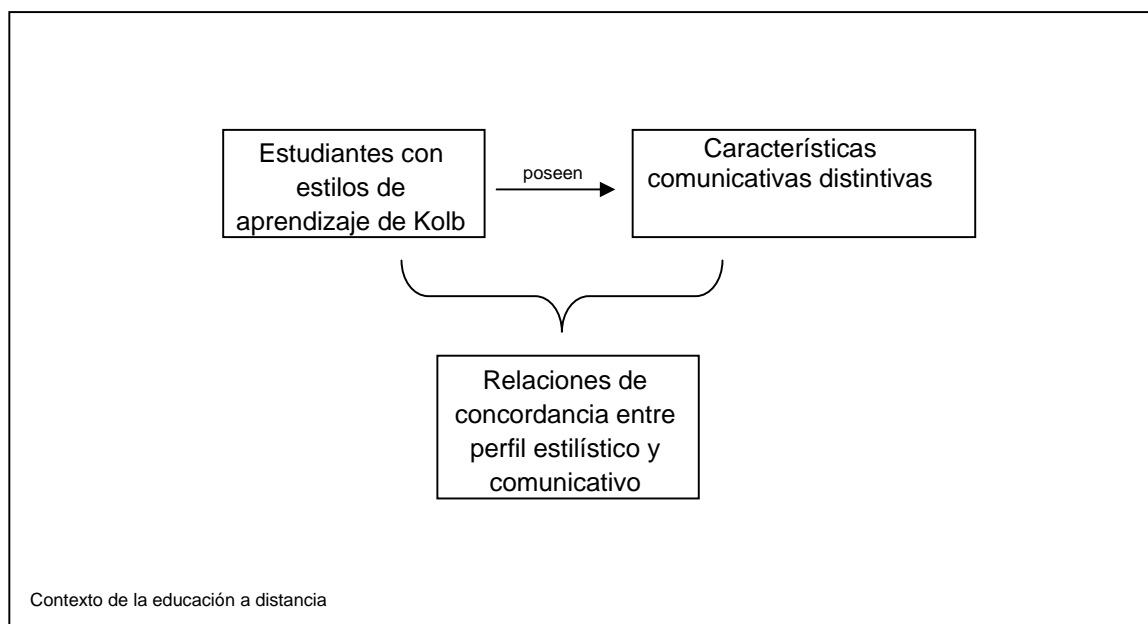 Estudiantes con
estilos de
aprendizaje de Kolb
poseen
Características
comunicativas distintivas
Relaciones de
concordancia entre
perfil estilístico y
comunicativo
Contexto de la educación a distancia